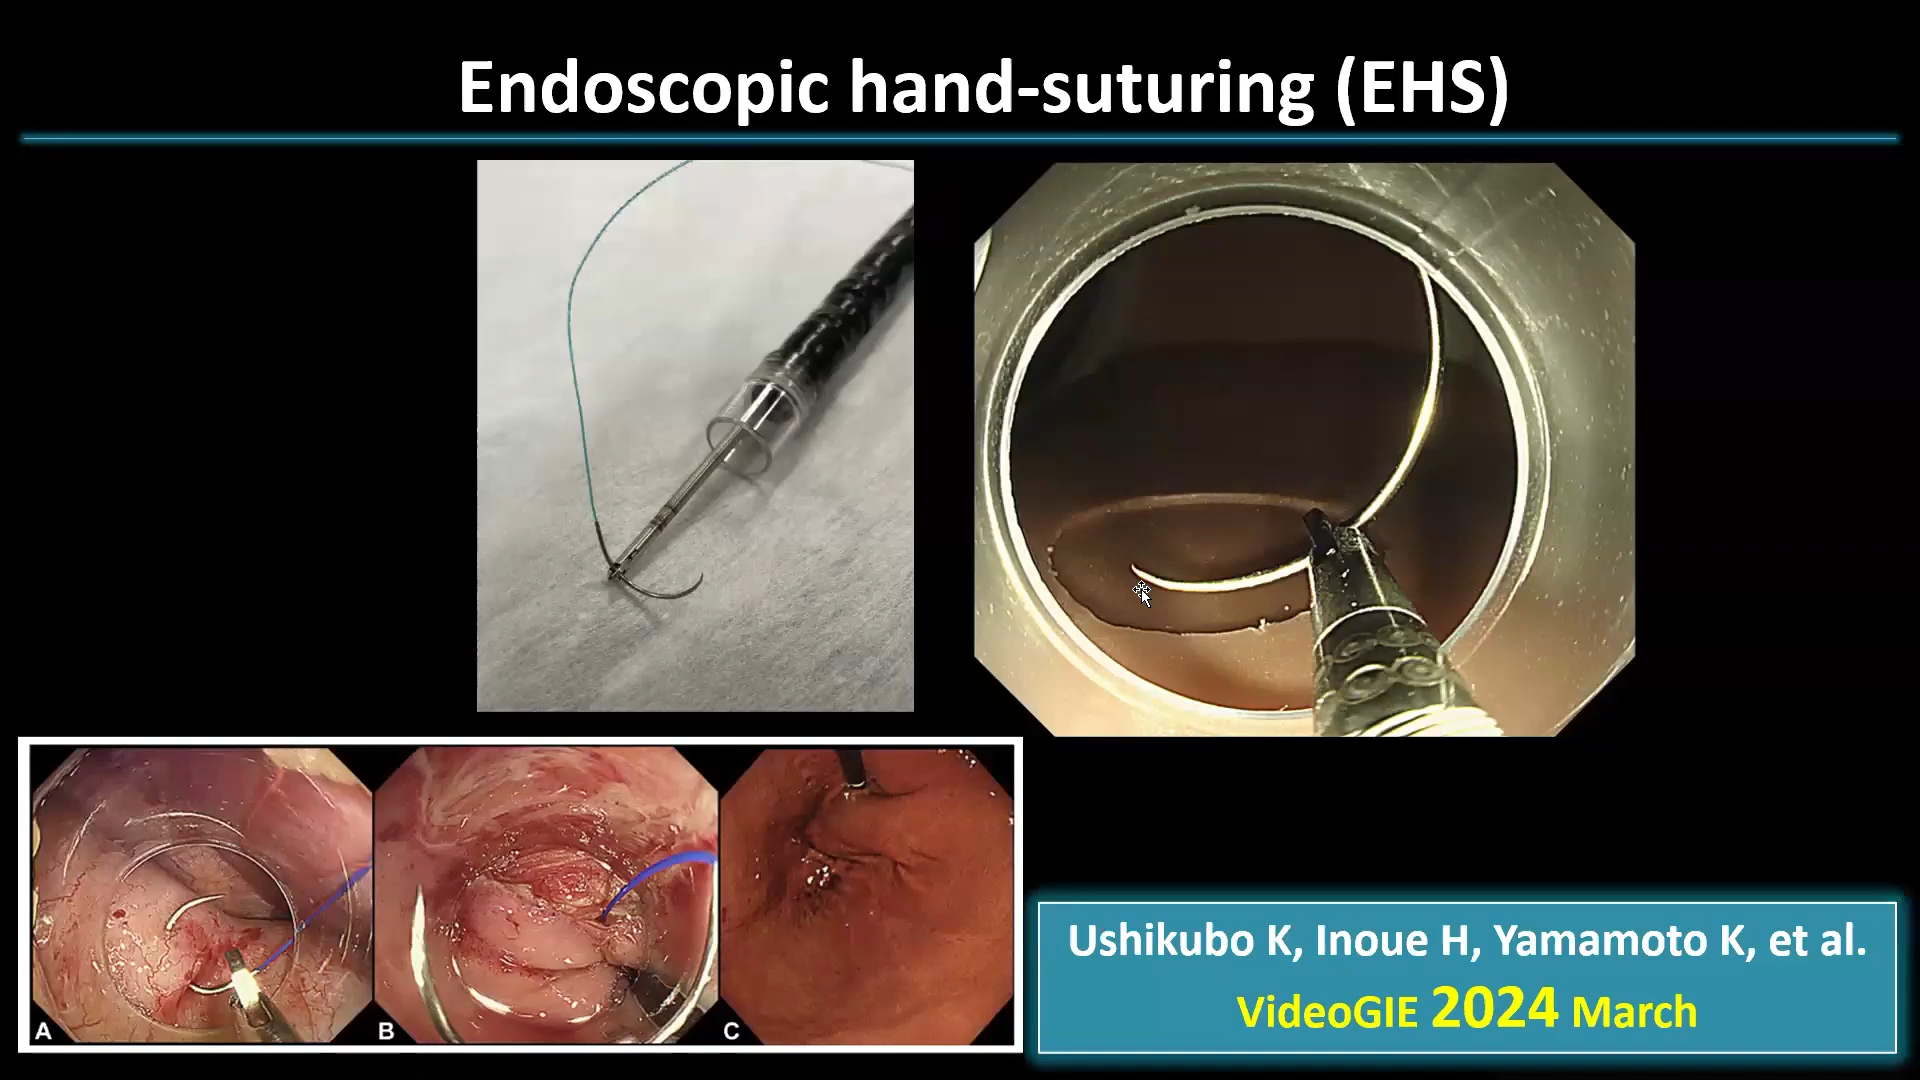 Endoscopic hand-suturing (EHS)
A
B
C
Ushikubo K, Inoue H, Yamamoto K, et al.
VideoGIE 2024 March